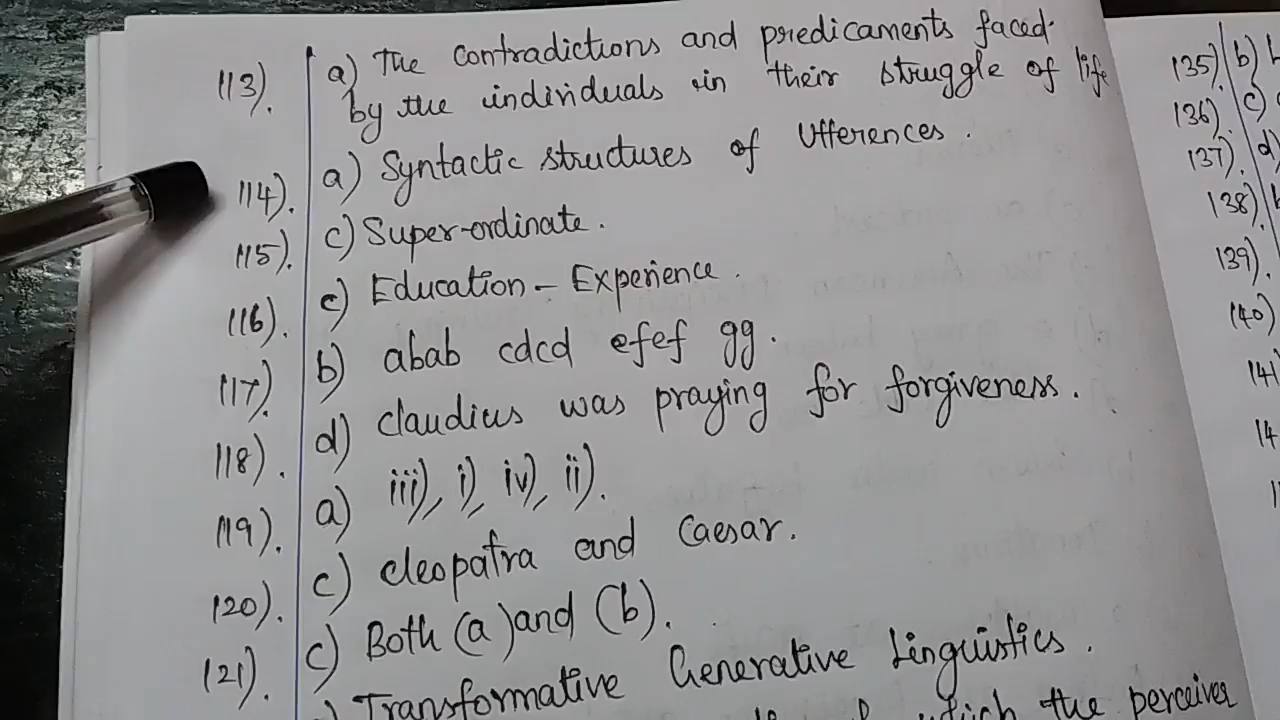 113). a) The contradictions and predicaments faced
by the individuals in their struggle of life
114). a) Syntactic structures of Utterences.
115). c) Super-ordinate.
116). c) Education - Experience.
117). b) abab cdcd efef gg.
118). d) claudius was praying for forgiveness.
119). a) iii), i), iv), ii).
120). c) cleopatra and Caesar.
121). c) Both (a) and (b).
Transformative Generative Linguistics.
which the perceiver
135). b)
136). c)
137). d)
138).
139).
140)
141
14